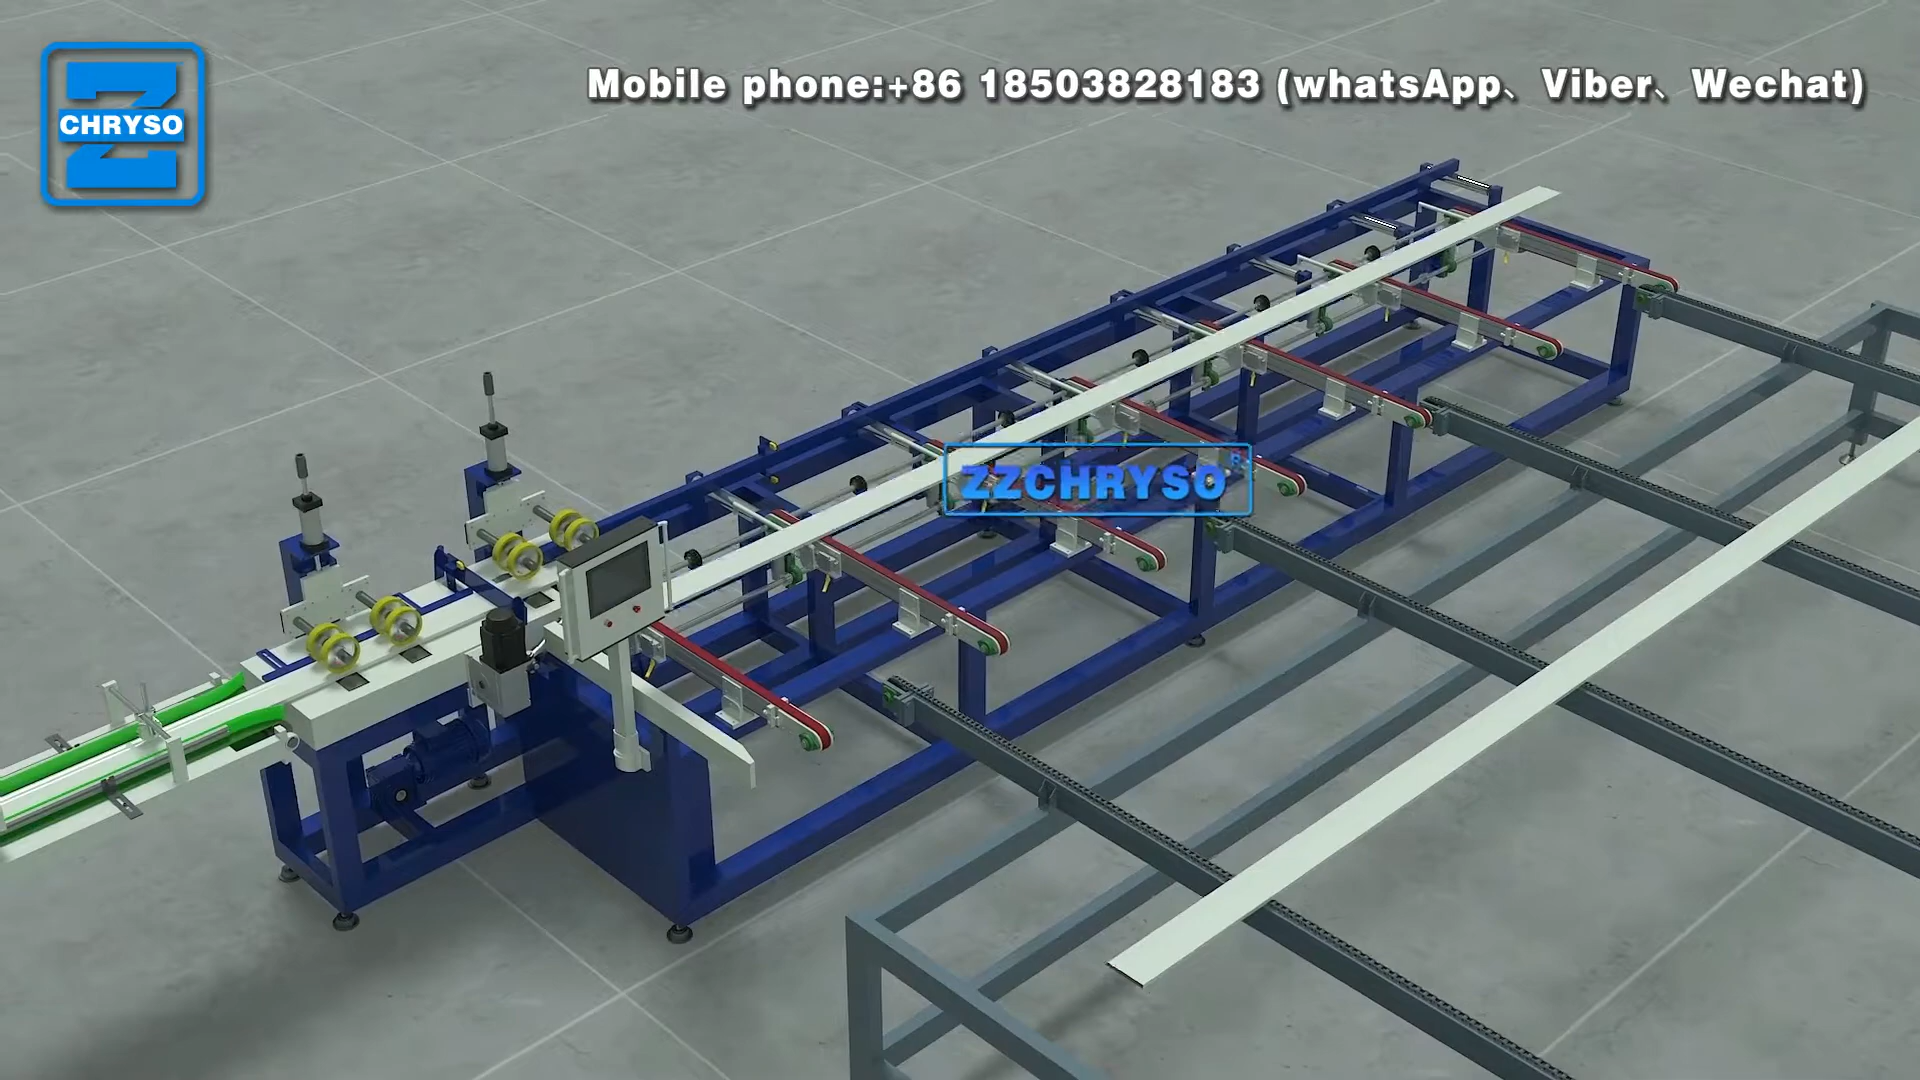 Mobile phone:+86 18503828183 (whatsApp、Viber、Wechat)
CHRYSO
ZZCHRYSO®